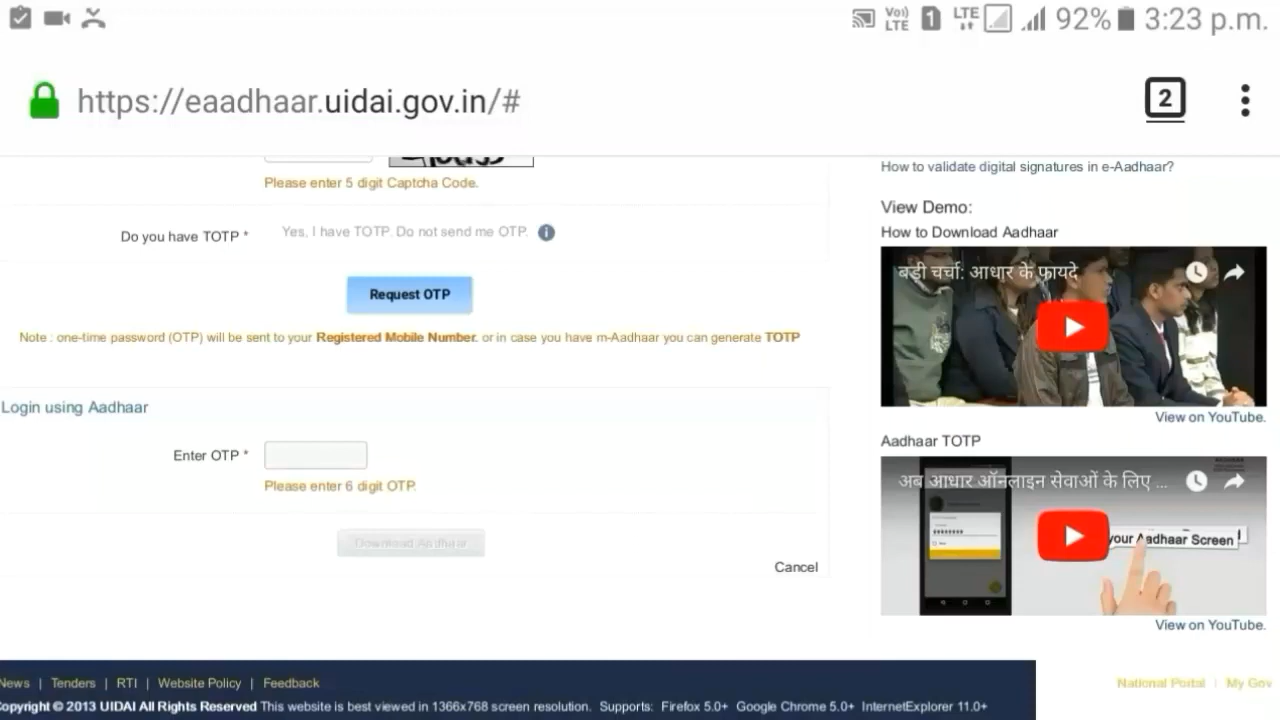 Vo)) LTE 1 LTE 92% 3:23 p.m.
https://eaadhaar.uidai.gov.in/#
2
Please enter 5 digit Captcha Code.
Do you have TOTP *
Yes, I have TOTP. Do not send me OTP.
Request OTP
Note : one-time password (OTP) will be sent to your Registered Mobile Number. or in case you have m-Aadhaar you can generate TOTP
Login using Aadhaar
Enter OTP *
Please enter 6 digit OTP.
Download Aadhaar
Cancel
How to validate digital signatures in e-Aadhaar?
View Demo:
How to Download Aadhaar
बड़ी चर्चा: आधार के फायदे
View on YouTube.
Aadhaar TOTP
अब आधार ऑनलाइन सेवाओं के लिए ...
your Aadhaar Screen
View on YouTube.
News | Tenders | RTI | Website Policy | Feedback
National Portal | My Gov
Copyright © 2013 UIDAI All Rights Reserved This website is best viewed in 1366x768 screen resolution. Supports: Firefox 5.0+ Google Chrome 5.0+ InternetExplorer 11.0+